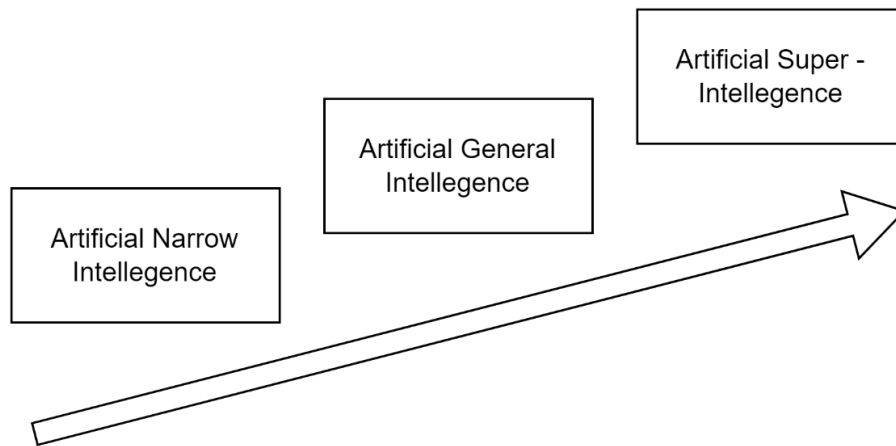 Artificial Super -
Intellegence
Artificial General
Intellegence
Artificial Narrow
Intellegence